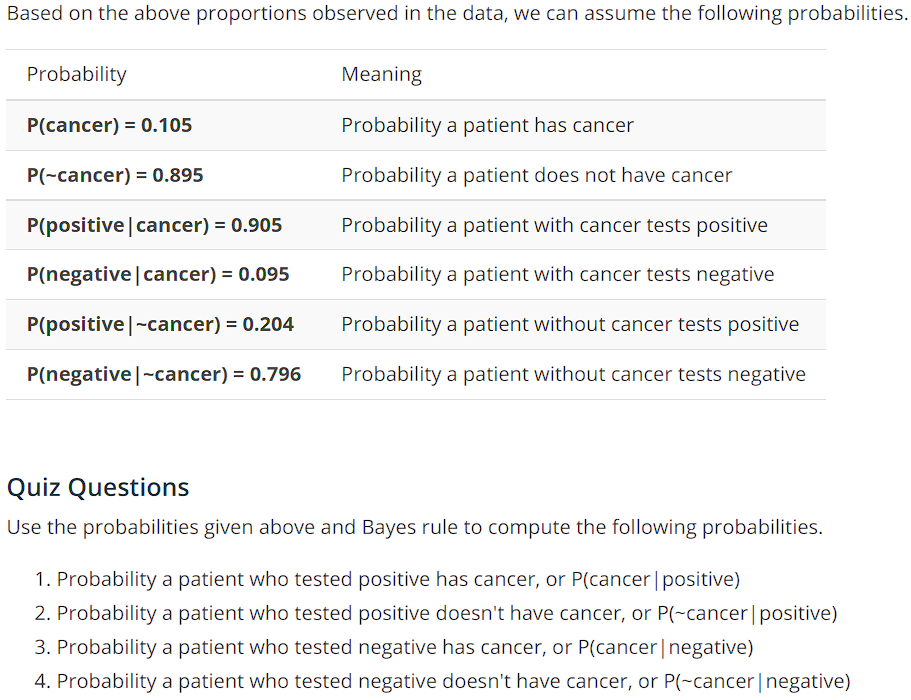 Based on the above proportions observed in the data, we can assume the following probabilities.
Probability Meaning
P(cancer) = 0.105 Probability a patient has cancer
P(~cancer) = 0.895 Probability a patient does not have cancer
P(positive|cancer) = 0.905 Probability a patient with cancer tests positive
P(negative|cancer) = 0.095 Probability a patient with cancer tests negative
P(positive|~cancer) = 0.204 Probability a patient without cancer tests positive
P(negative|~cancer) = 0.796 Probability a patient without cancer tests negative
Quiz Questions
Use the probabilities given above and Bayes rule to compute the following probabilities.
1. Probability a patient who tested positive has cancer, or P(cancer|positive)
2. Probability a patient who tested positive doesn't have cancer, or P(~cancer|positive)
3. Probability a patient who tested negative has cancer, or P(cancer|negative)
4. Probability a patient who tested negative doesn't have cancer, or P(~cancer|negative)